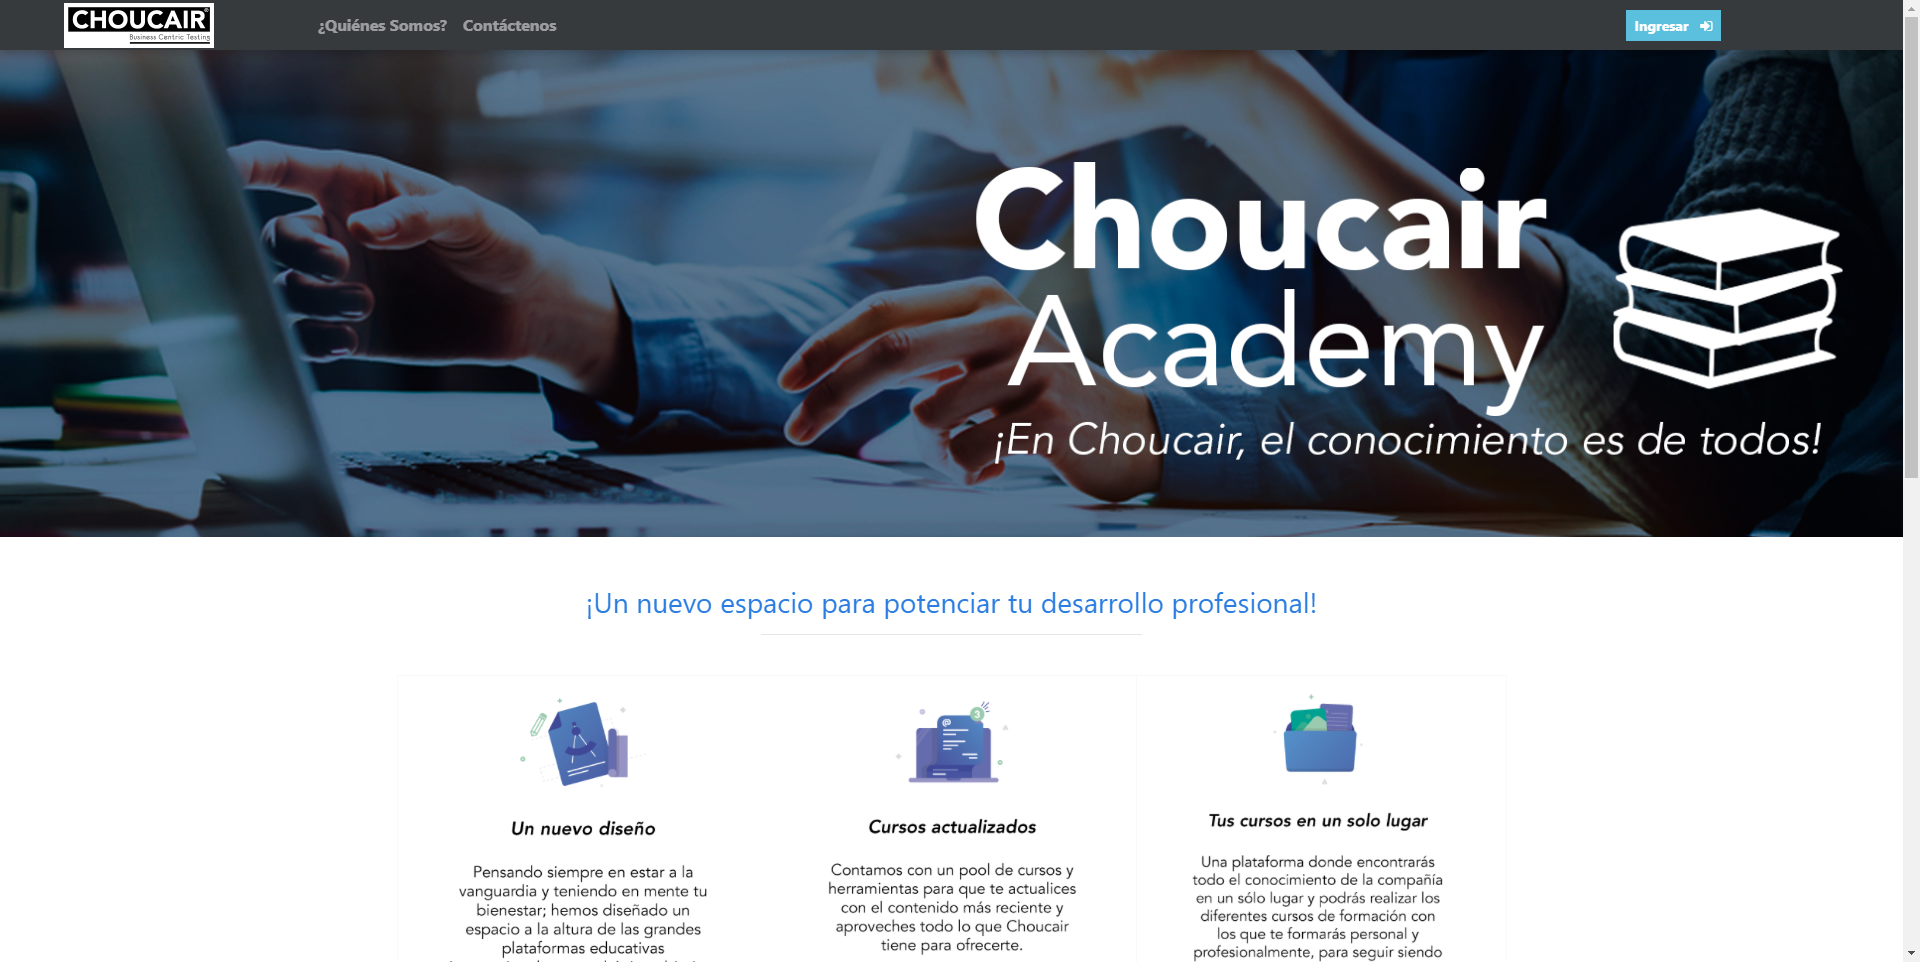 CHOUCAIR®
Business Centric Testing
¿Quiénes Somos? Contáctenos
Ingresar
Choucair
Academy
¡En Choucair, el conocimiento es de todos!
¡Un nuevo espacio para potenciar tu desarrollo profesional!
@
3
Un nuevo diseño
Pensando siempre en estar a la
vanguardia y teniendo en mente tu
bienestar; hemos diseñado un
espacio a la altura de las grandes
plataformas educativas
Cursos actualizados
Contamos con un pool de cursos y
herramientas para que te actualices
con el contenido más reciente y
aproveches todo lo que Choucair
tiene para ofrecerte.
Tus cursos en un solo lugar
Una plataforma donde encontrarás
todo el conocimiento de la compañía
en un sólo lugar y podrás realizar los
diferentes cursos de formación con
los que te formarás personal y
profesionalmente, para seguir siendo